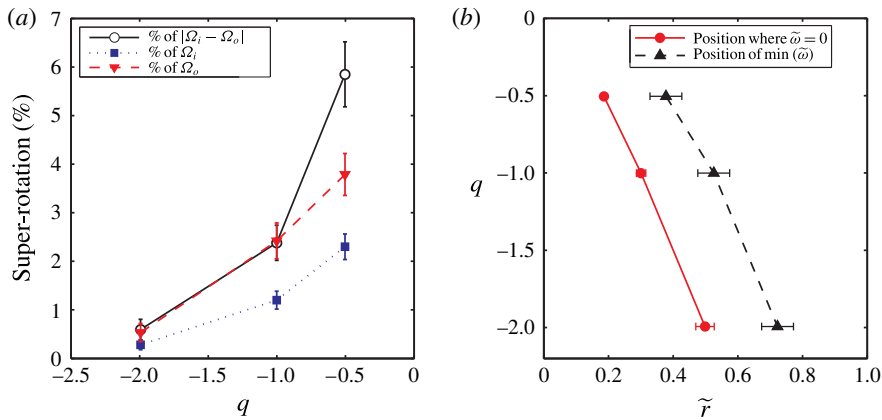 (a)
% of |Ωi − Ωo|
% of Ωi
% of Ωo
Super-rotation (%)
7
6
5
4
3
2
1
0
−2.5 −2.0 −1.5 −1.0 −0.5 0
q
(b)
Position where ω̃ = 0
Position of min (ω̃)
q
0
−0.5
−1.0
−1.5
−2.0
0 0.2 0.4 0.6 0.8 1.0
r̃